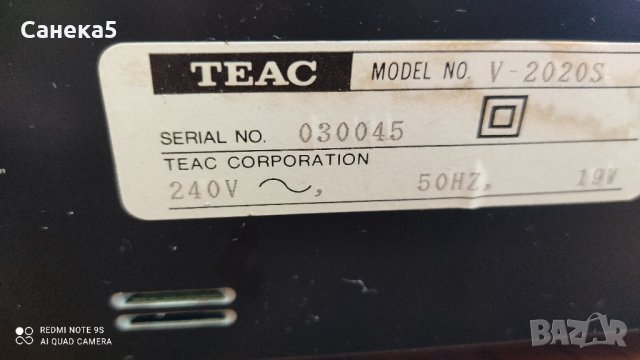 Санека5
TEAC MODEL NO. V-2020S
SERIAL NO. 030045
TEAC CORPORATION
240V ~, 50HZ, 19W
REDMI NOTE 9S
AI QUAD CAMERA
BAZAR